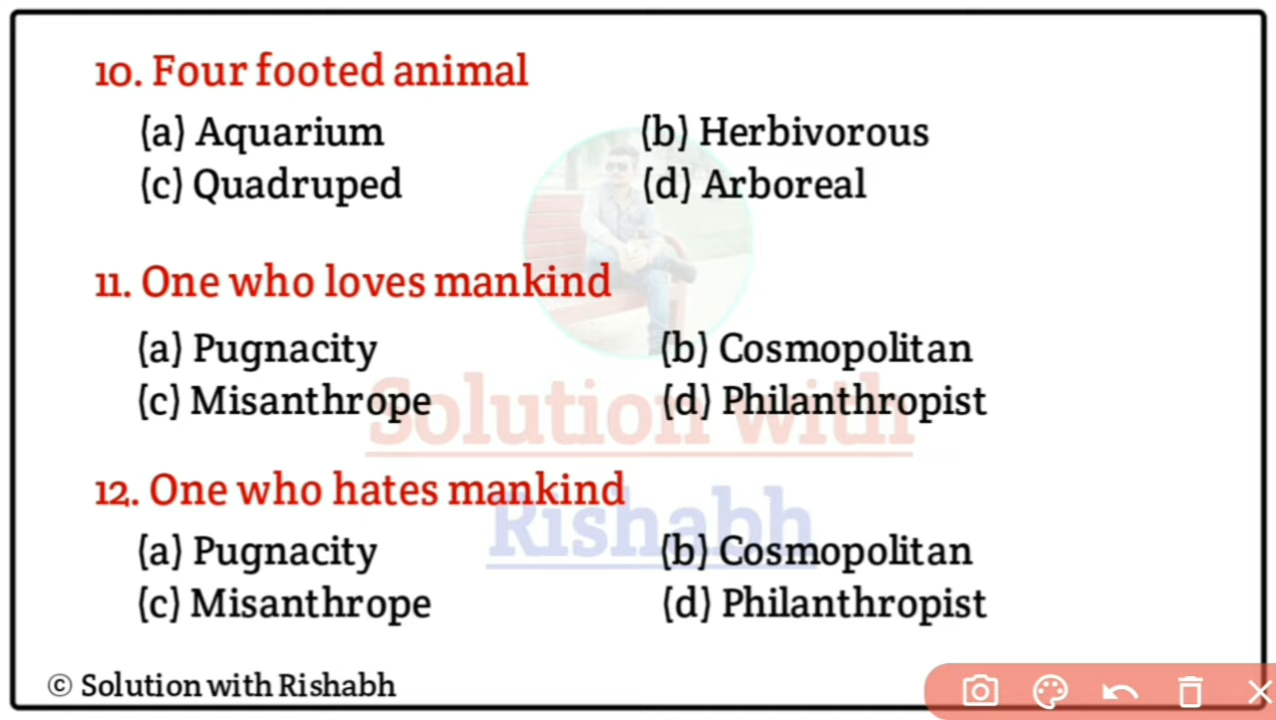 10. Four footed animal
(a) Aquarium (b) Herbivorous
(c) Quadruped (d) Arboreal
11. One who loves mankind
(a) Pugnacity (b) Cosmopolitan
(c) Misanthrope (d) Philanthropist
Solution with
12. One who hates mankind
Rishabh
(a) Pugnacity (b) Cosmopolitan
(c) Misanthrope (d) Philanthropist
© Solution with Rishabh